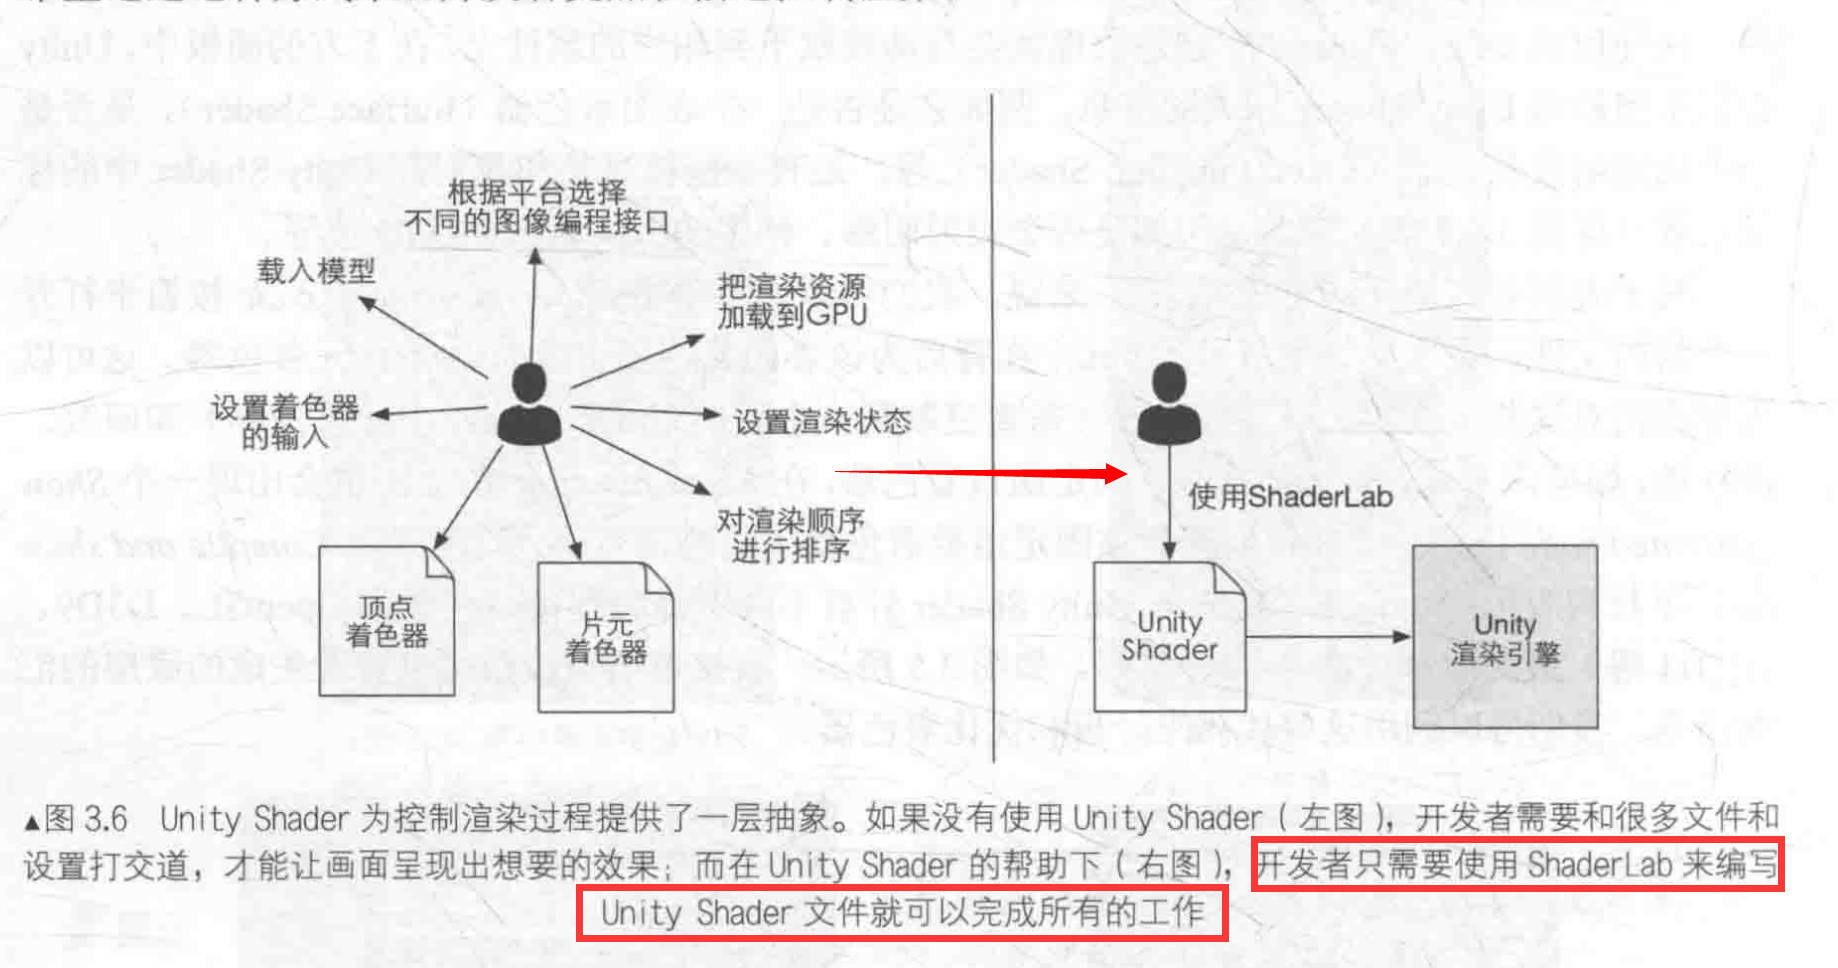 根据平台选择
不同的图像编程接口
载入模型
把渲染资源
加载到GPU
设置着色器
的输入
设置渲染状态
对渲染顺序
进行排序
顶点
着色器
片元
着色器
使用ShaderLab
Unity
Shader
Unity
渲染引擎
▲图 3.6 Unity Shader 为控制渲染过程提供了一层抽象。如果没有使用 Unity Shader（左图），开发者需要和很多文件和
设置打交道，才能让画面呈现出想要的效果；而在 Unity Shader 的帮助下（右图），开发者只需要使用 ShaderLab 来编写
Unity Shader 文件就可以完成所有的工作